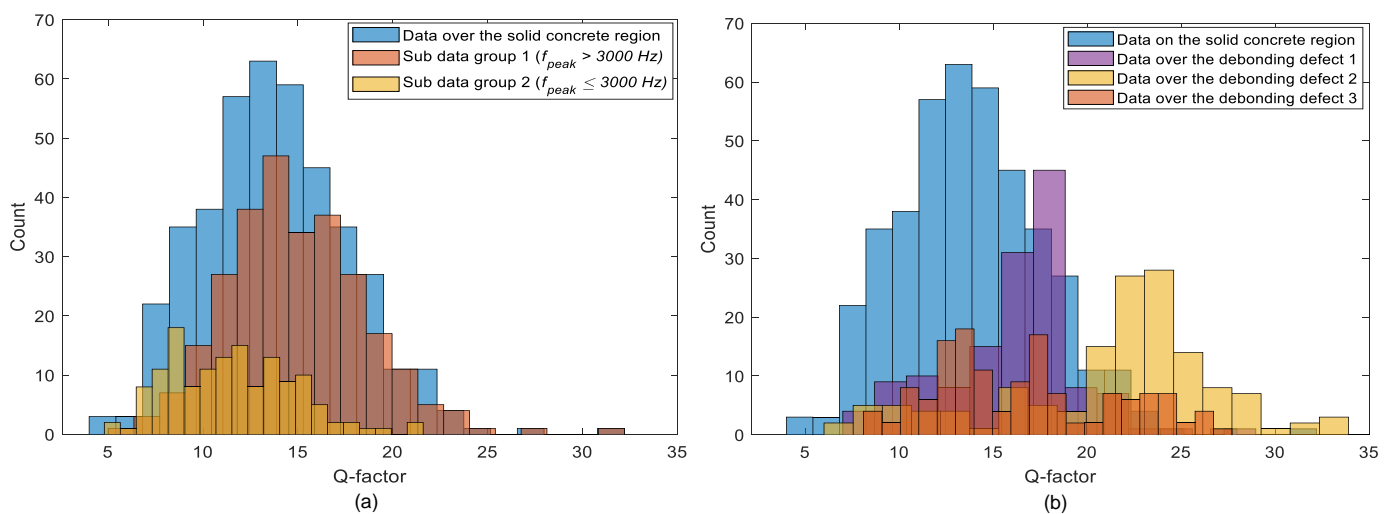 70
60
50
40
30
20
10
0
Count
5
10
15
20
25
30
35
Q-factor
(a)
Data over the solid concrete region
Sub data group 1 (f_peak > 3000 Hz)
Sub data group 2 (f_peak ≤ 3000 Hz)
70
60
50
40
30
20
10
0
Count
5
10
15
20
25
30
35
Q-factor
(b)
Data on the solid concrete region
Data over the debonding defect 1
Data over the debonding defect 2
Data over the debonding defect 3